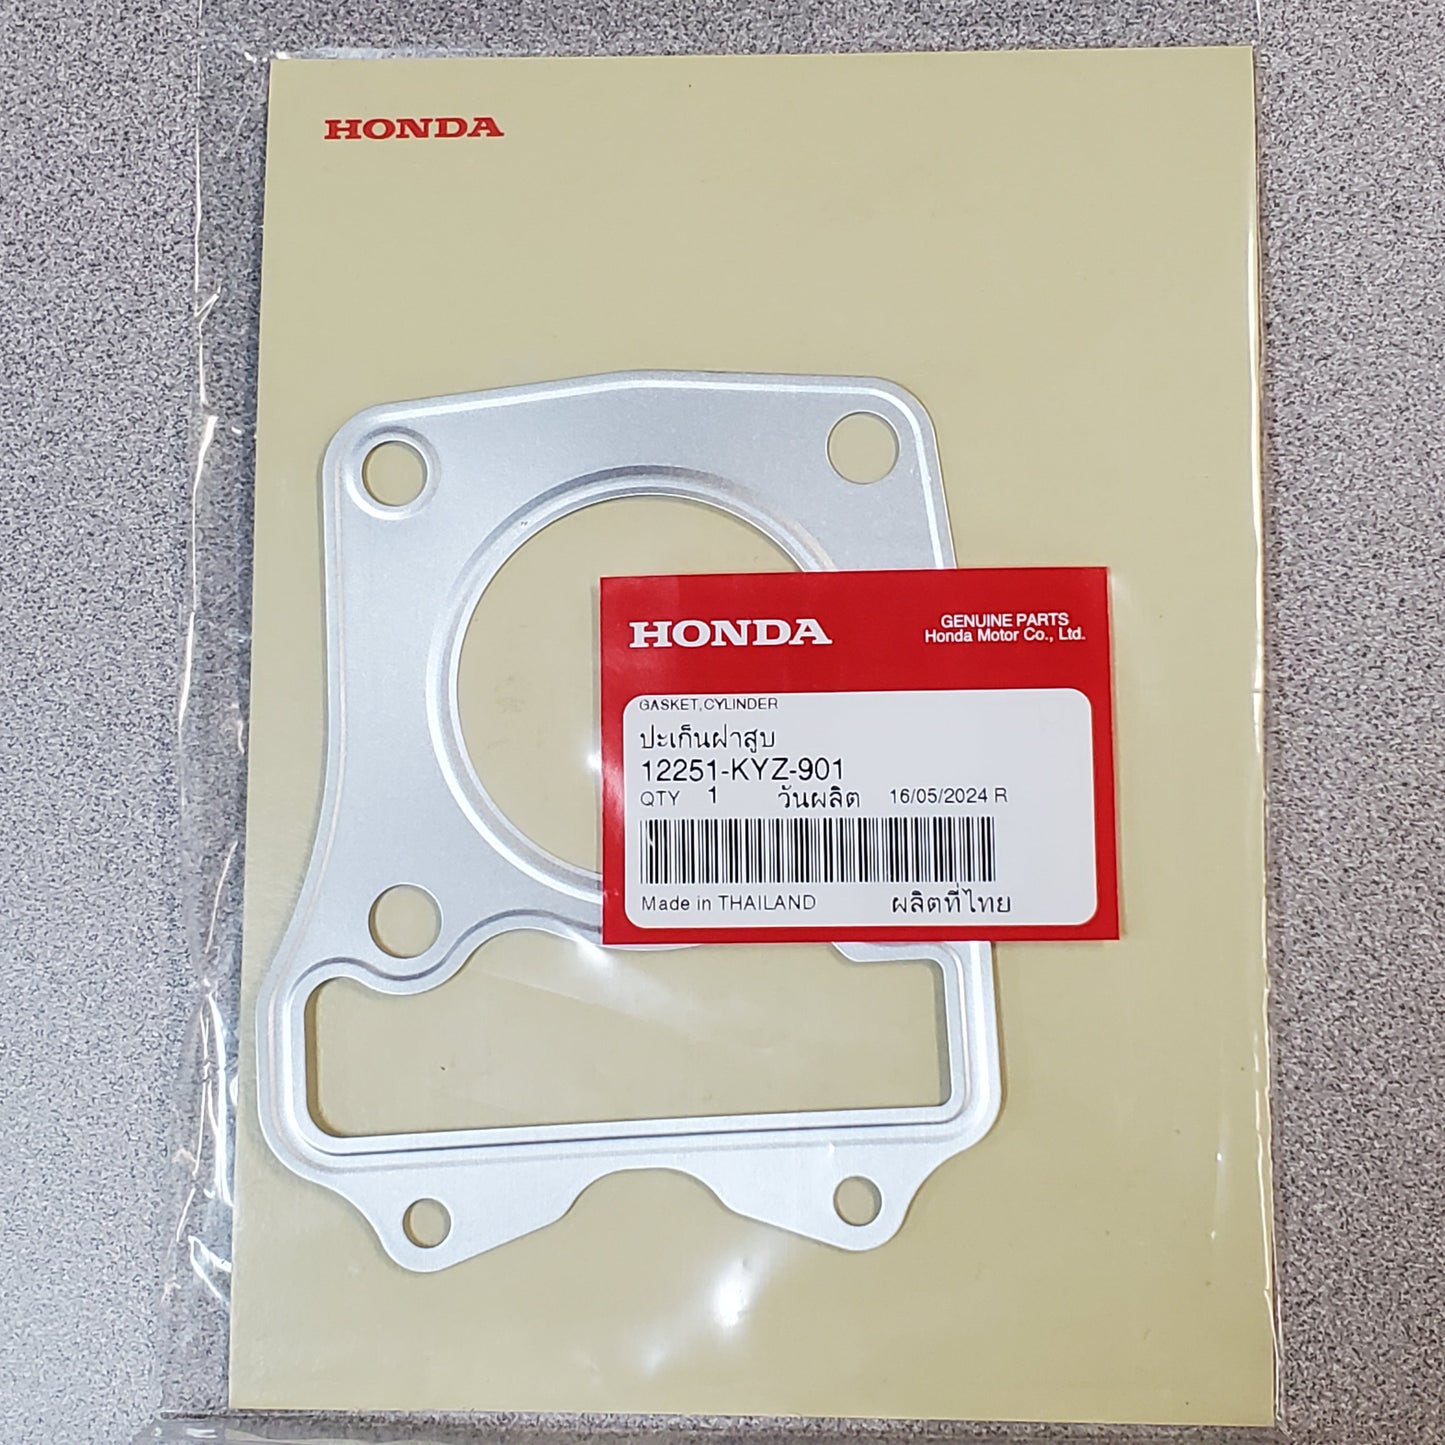 HONDA
HONDA
GENUINE PARTS
Honda Motor Co., Ltd.
GASKET,CYLINDER
ปะเก็นฝาสูบ
12251-KYZ-901
QTY 1 วันผลิต 16/05/2024 R
Made in THAILAND ผลิตที่ไทย